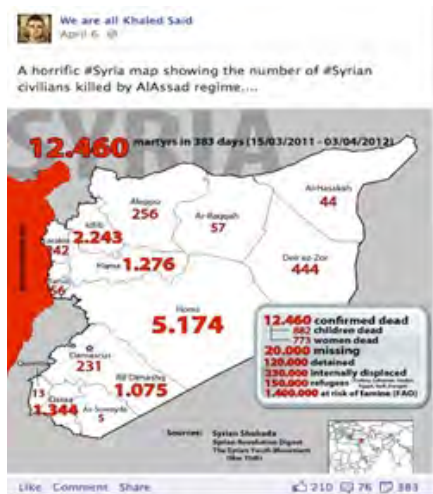 We are all Khaled Said
April 6
A horrific #Syria map showing the number of #Syrian
civilians killed by AlAssad regime....
SYRIA
12.460 martyrs in 383 days (15/03/2011 - 03/04/2012)
Al-Hasakah
44
Aleppo
256
Ar-Raqqah
57
Idlib
2.243
Latakia
242
Hama 1.276
Deir ez-Zor
444
Tartus
56
Homs
5.174
Damascus
231
Rif Dimashq
1.075
13
Daraa
1.344
As-Suwayda
5
12.460 confirmed dead
882 children dead
773 women dead
20.000 missing
120.000 detained
230.000 internally displaced
150.000 refugees
1.400.000 at risk of famine (FAO)
Sources: Syrian Shuhada
Syrian Revolution Digest
The Syrian Youth Movement
Like Comment Share
210 76 383